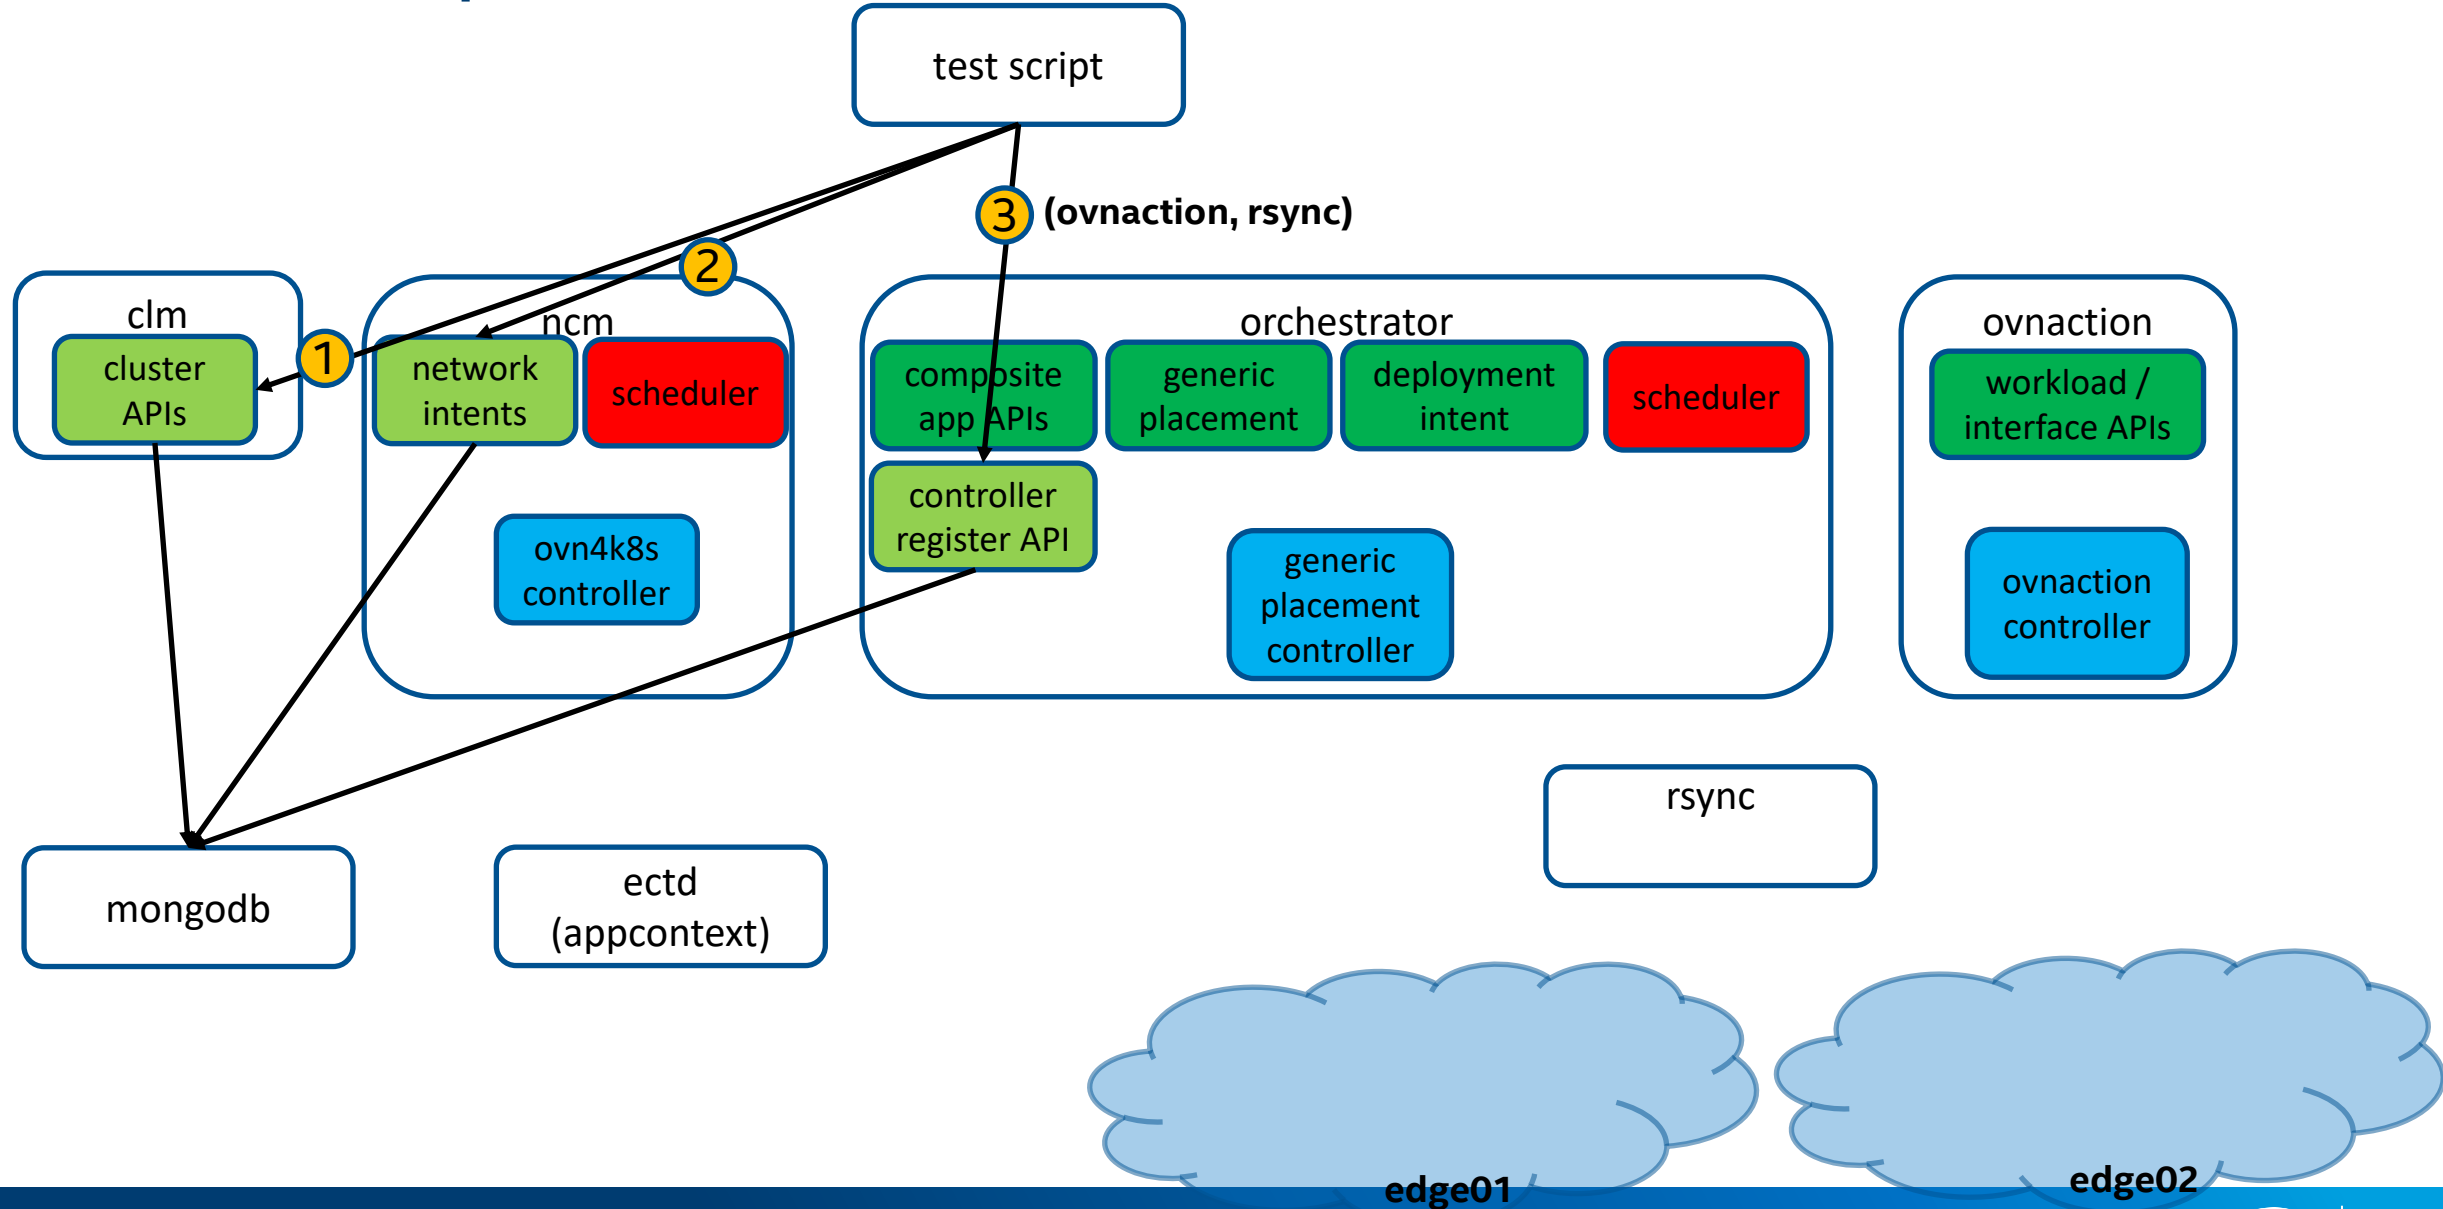 test script
3 (ovnaction, rsync)
2
1
clm
cluster
APIs
ncm
network
intents
scheduler
ovn4k8s
controller
orchestrator
composite
app APIs
generic
placement
deployment
intent
scheduler
controller
register API
generic
placement
controller
ovnaction
workload /
interface APIs
ovnaction
controller
rsync
mongodb
ectd
(appcontext)
edge01
edge02